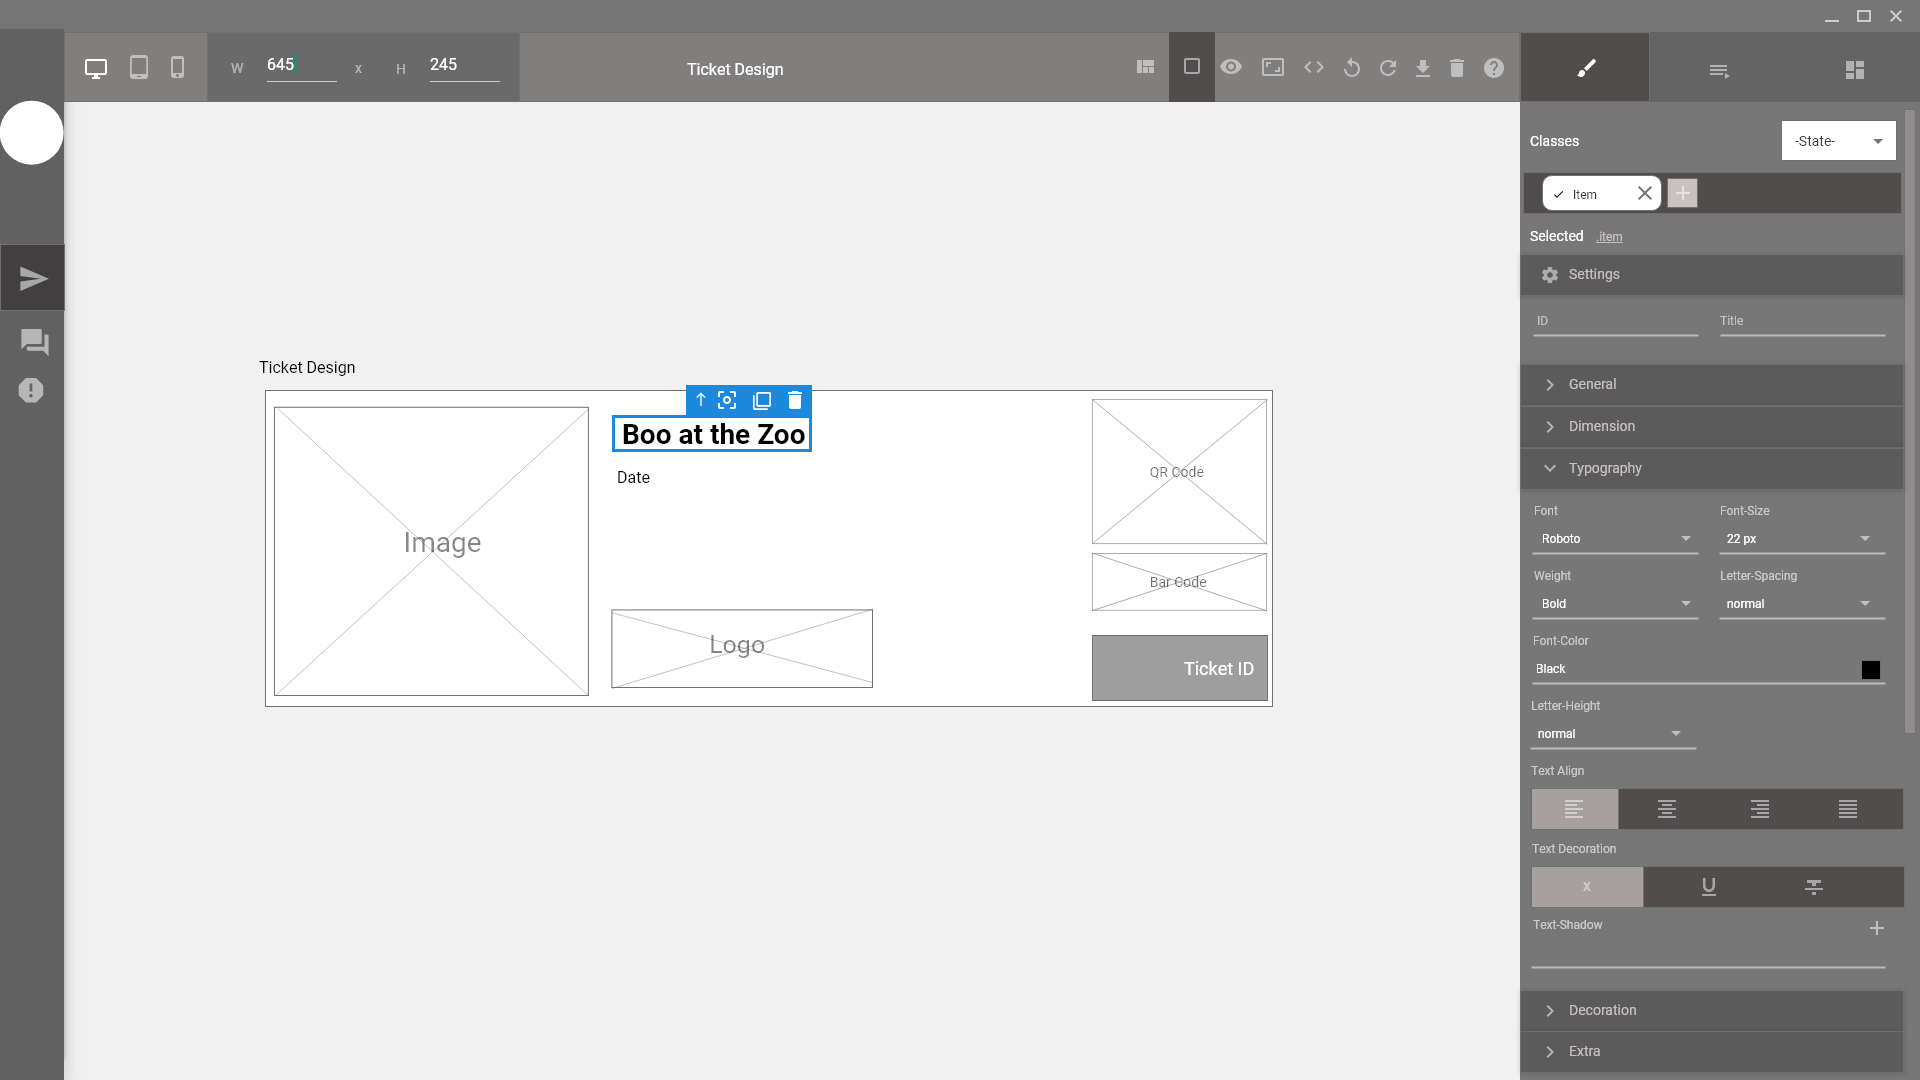 W 645 x H 245
Ticket Design
Classes
-State-
Item
Selected .item
Settings
ID Title
General
Dimension
Typography
Font Font-Size
Roboto 22 px
Weight Letter-Spacing
Bold normal
Font-Color
Black
Letter-Height
normal
Text Align
Text Decoration
x U
Text-Shadow
Decoration
Extra
Ticket Design
Boo at the Zoo
Date
Image
Logo
QR Code
Bar Code
Ticket ID